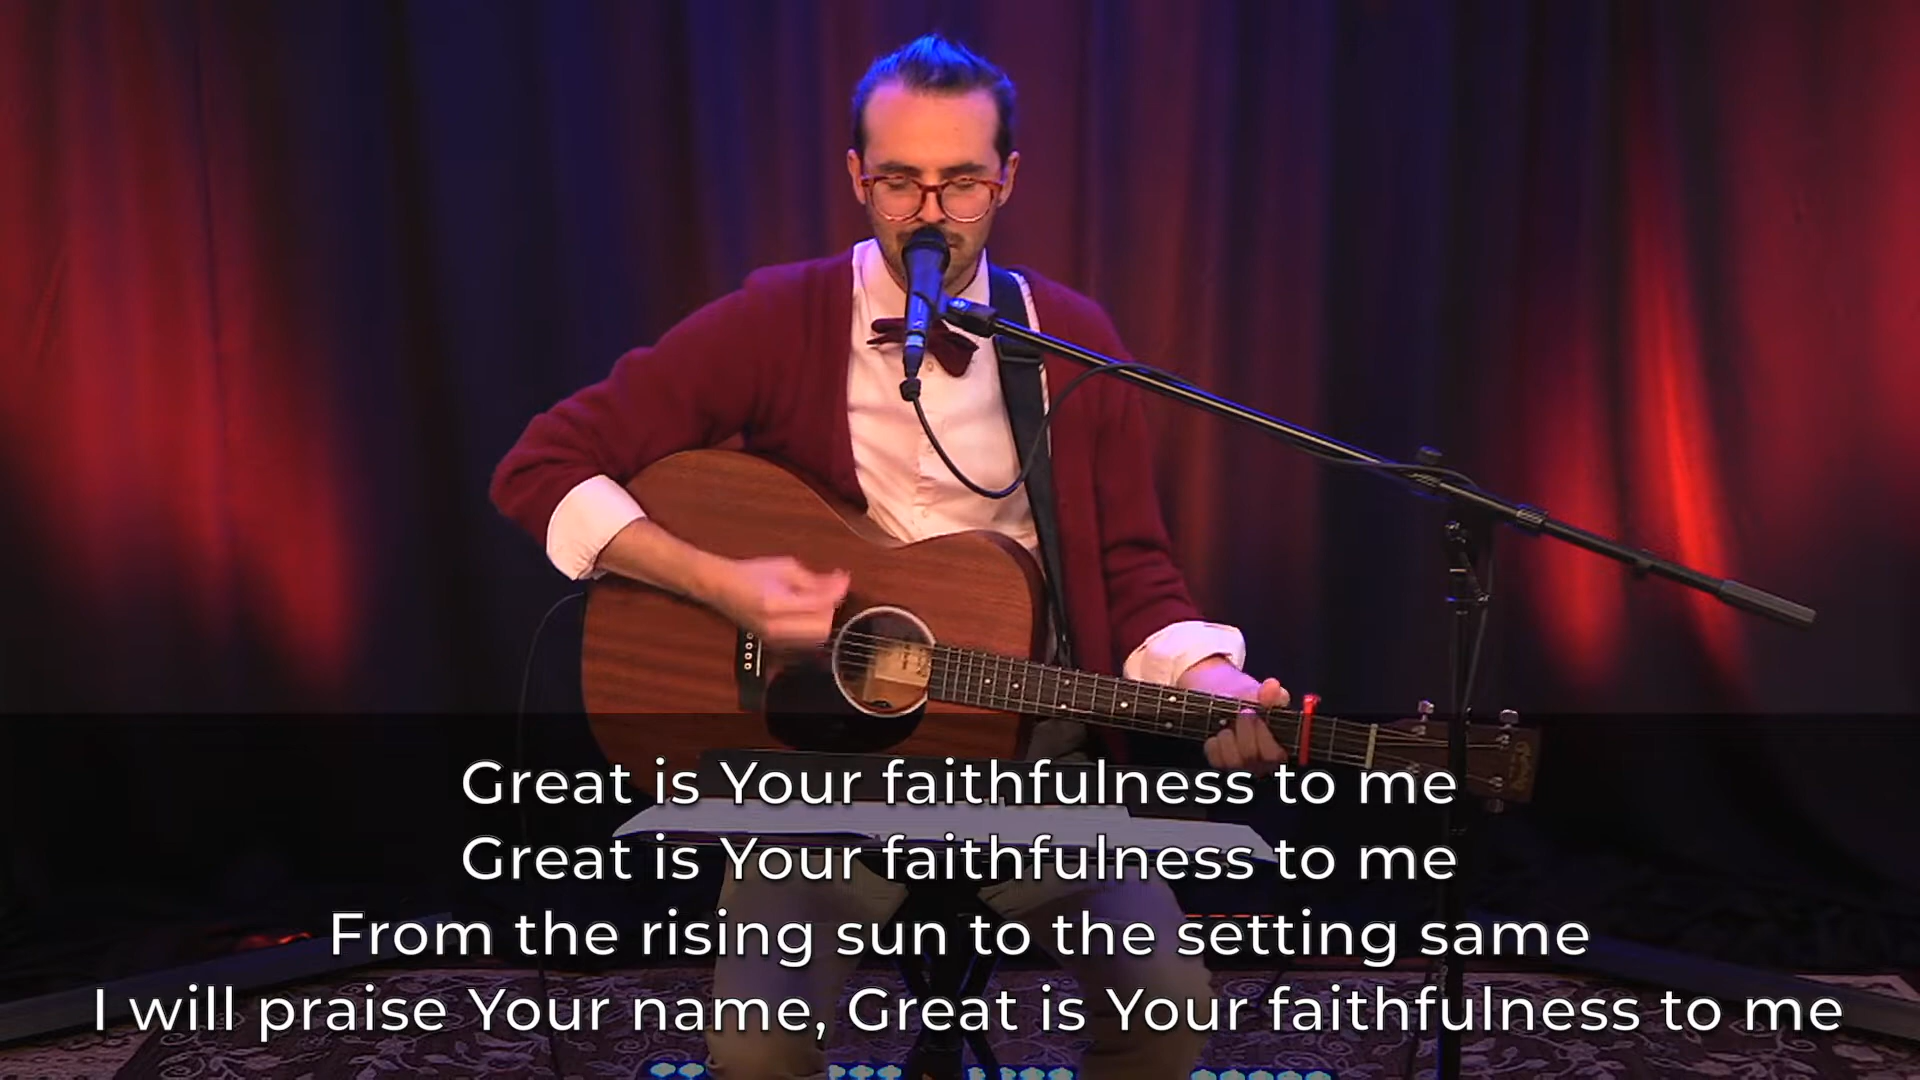 Great is Your faithfulness to me
Great is Your faithfulness to me
From the rising sun to the setting same
I will praise Your name, Great is Your faithfulness to me